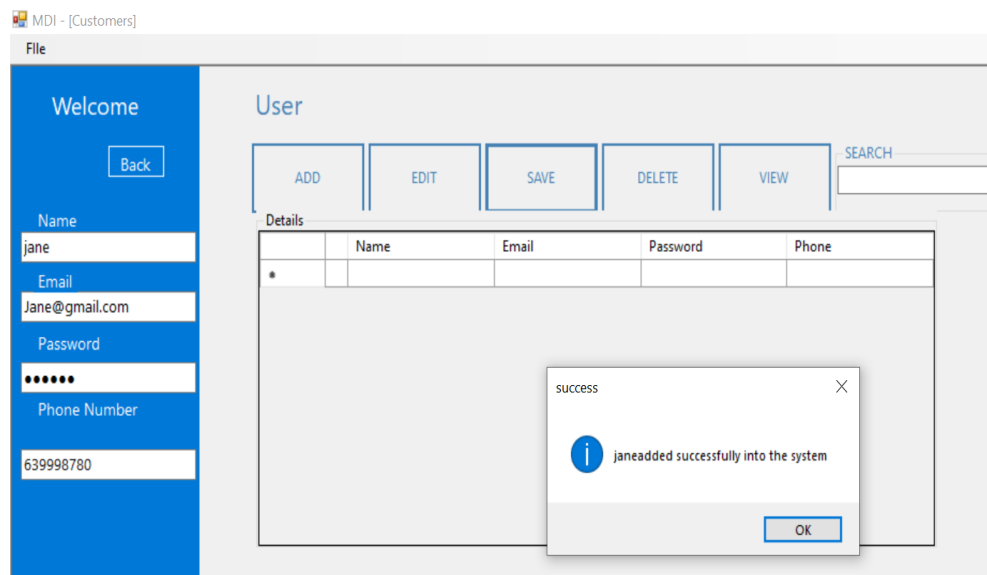 MDI - [Customers]
FIle
Welcome
User
Back
ADD
EDIT
SAVE
DELETE
VIEW
SEARCH
Name
jane
Email
Jane@gmail.com
Password
●●●●●●
Phone Number
639998780
Details
Name Email Password Phone
*
success
i
janeadded successfully into the system
OK